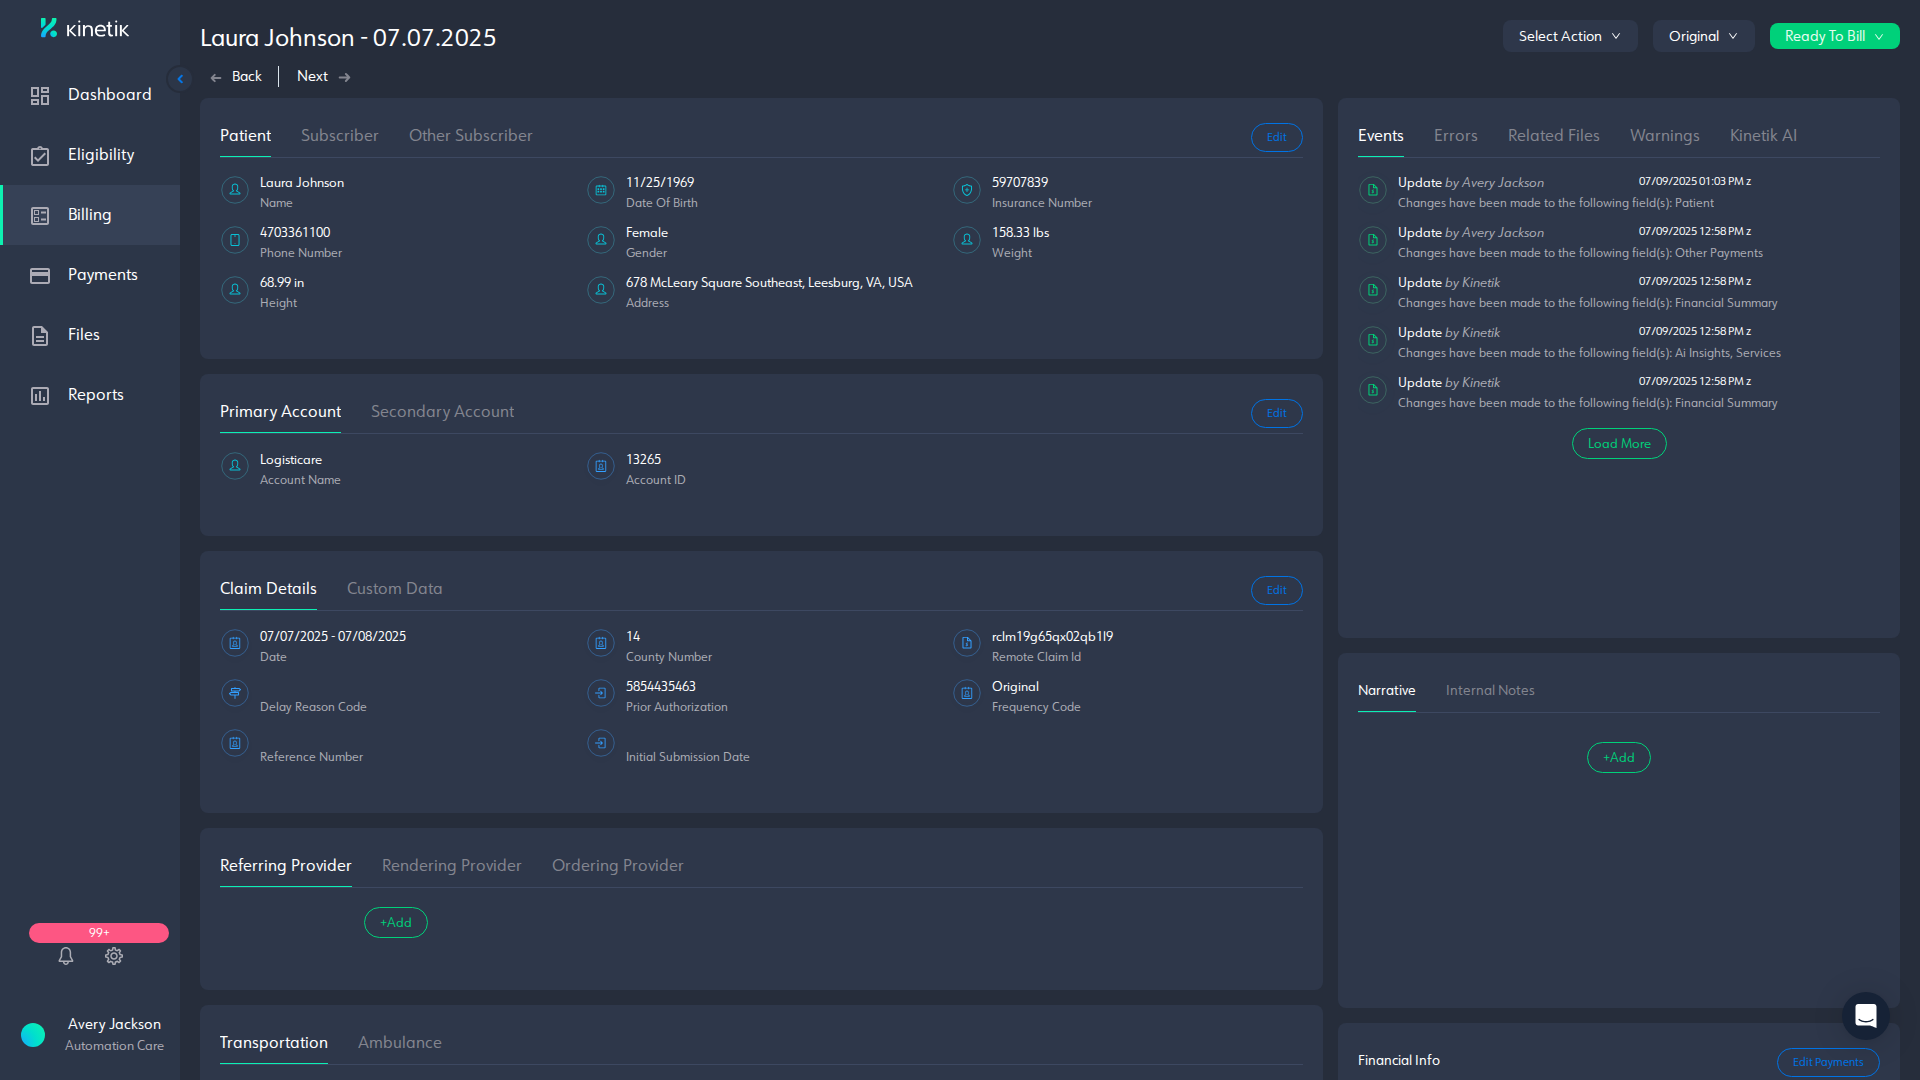 kinetik
Dashboard
Eligibility
Billing
Payments
Files
Reports
99+
Avery Jackson
Automation Care
Laura Johnson - 07.07.2025
Back
Next
Select Action
Original
Ready To Bill
Patient
Subscriber
Other Subscriber
Edit
Laura Johnson
Name
11/25/1969
Date Of Birth
59707839
Insurance Number
4703361100
Phone Number
Female
Gender
158.33 lbs
Weight
68.99 in
Height
678 McLeary Square Southeast, Leesburg, VA, USA
Address
Primary Account
Secondary Account
Edit
Logisticare
Account Name
13265
Account ID
Claim Details
Custom Data
Edit
07/07/2025 - 07/08/2025
Date
14
County Number
rclm19g65qx02qb1l9
Remote Claim Id
Delay Reason Code
5854435463
Prior Authorization
Original
Frequency Code
Reference Number
Initial Submission Date
Referring Provider
Rendering Provider
Ordering Provider
+Add
Transportation
Ambulance
Events
Errors
Related Files
Warnings
Kinetik AI
Update by Avery Jackson
07/09/2025 01:03 PM z
Changes have been made to the following field(s): Patient
Update by Avery Jackson
07/09/2025 12:58 PM z
Changes have been made to the following field(s): Other Payments
Update by Kinetik
07/09/2025 12:58 PM z
Changes have been made to the following field(s): Financial Summary
Update by Kinetik
07/09/2025 12:58 PM z
Changes have been made to the following field(s): Ai Insights, Services
Update by Kinetik
07/09/2025 12:58 PM z
Changes have been made to the following field(s): Financial Summary
Load More
Narrative
Internal Notes
+Add
Financial Info
Edit Payments